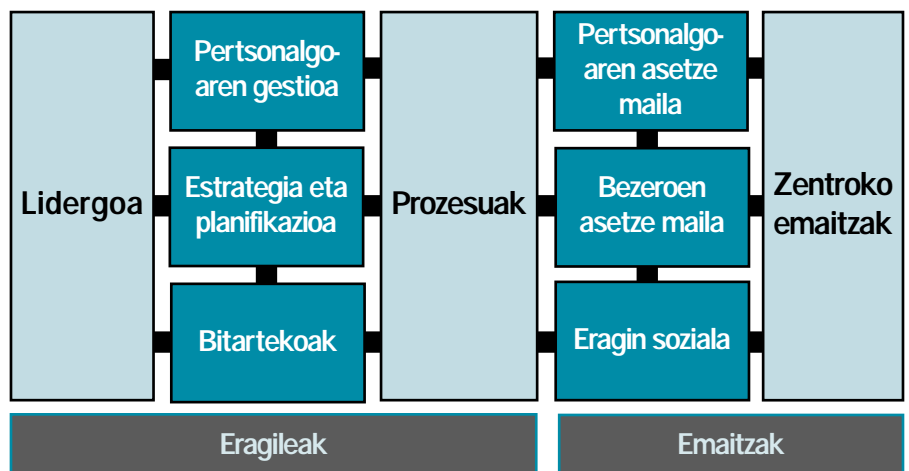 Lidergoa
Pertsonalgo-
aren gestioa
Estrategia eta
planifikazioa
Bitartekoak
Prozesuak
Pertsonalgo-
aren asetze
maila
Bezeroen
asetze maila
Eragin soziala
Zentroko
emaitzak
Eragileak
Emaitzak